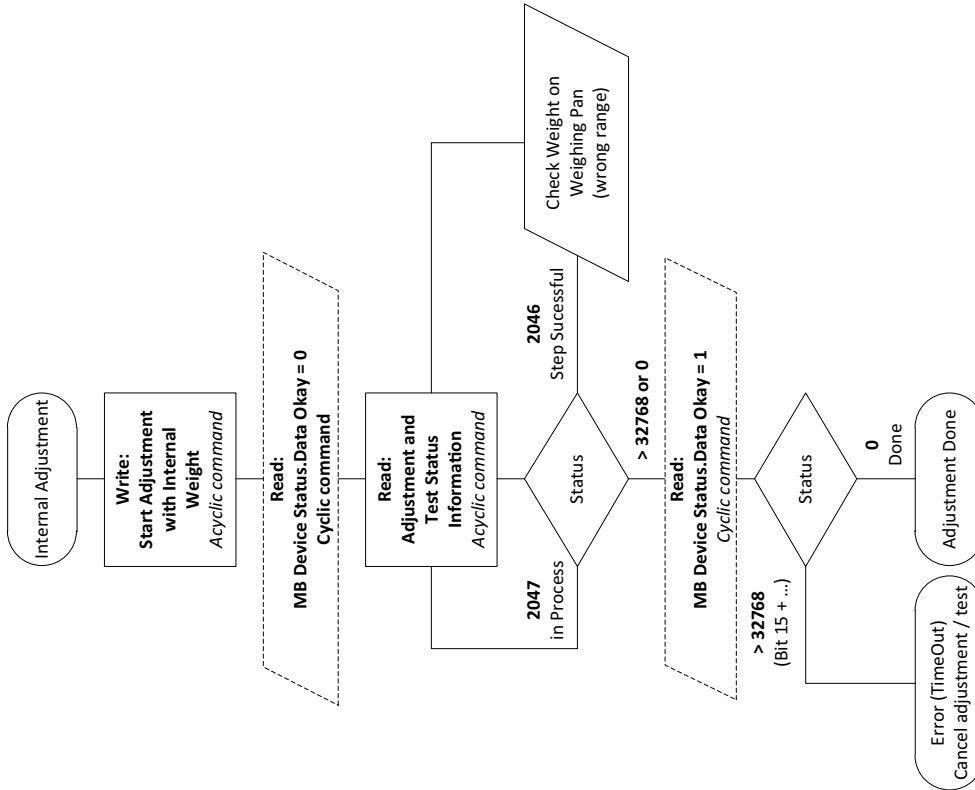 Internal Adjustment
Write:
Start Adjustment
with Internal
Weight
Acyclic command
Read:
MB Device Status.Data Okay = 0
Cyclic command
Read:
Adjustment and
Test Status
Information
Acyclic command
Status
2047
in Process
2046
Step Sucessful
Check Weight on
Weighing Pan
(wrong range)
> 32768 or 0
Read:
MB Device Status.Data Okay = 1
Cyclic command
Status
> 32768
(Bit 15 + ...)
0
Done
Error (TimeOut)
Cancel adjustment / test
Adjustment Done